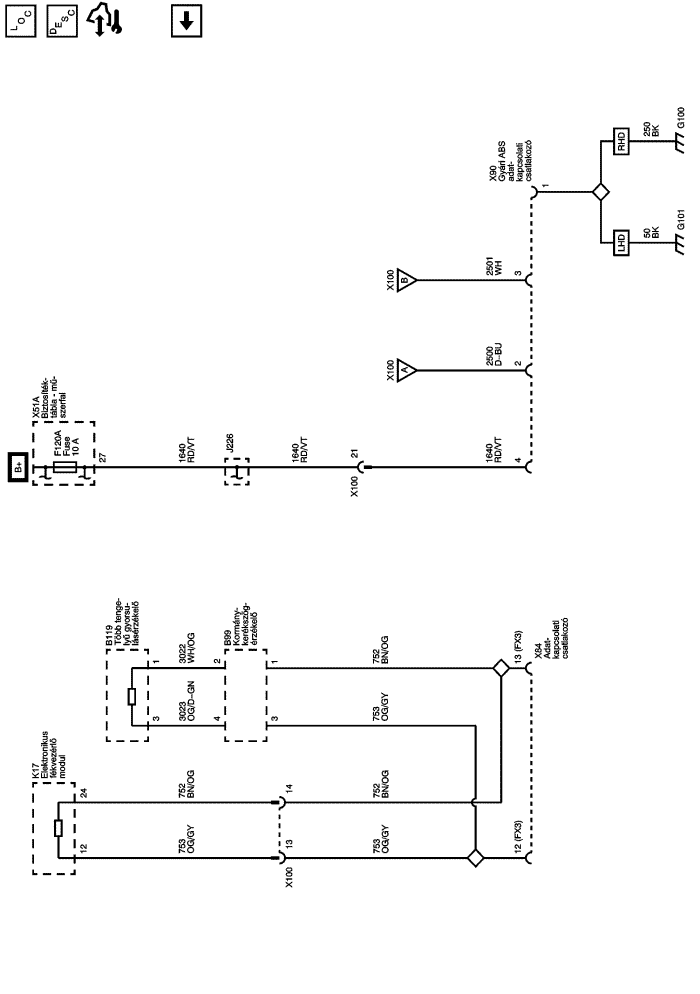 LOC
DESC
B+
X51A
Biztosíték-
tábla - mű-
szerfal
F120A
Fuse
10 A
27
1640
RD/VT
J226
1640
RD/VT
21
X100
1640
RD/VT
4
X100
A
2500
D-BU
2
X100
B
2501
WH
3
X90
Gyári ABS
adat-
kapcsolati
csatlakozó
1
RHD
250
BK
G100
LHD
50
BK
G101
K17
Elektronikus
fékvezérlő
modul
24
12
752
BN/OG
753
OG/GY
14
13
X100
752
BN/OG
753
OG/GY
B119
Több tenge-
lyű gyorsu-
lásérzékelő
1
3
3022
WH/OG
3023
OG/D-GN
2
4
B99
Kormány-
kerékszög-
érzékelő
1
3
752
BN/OG
753
OG/GY
13 (FX3)
12 (FX3)
X84
Adat-
kapcsolati
csatlakozó